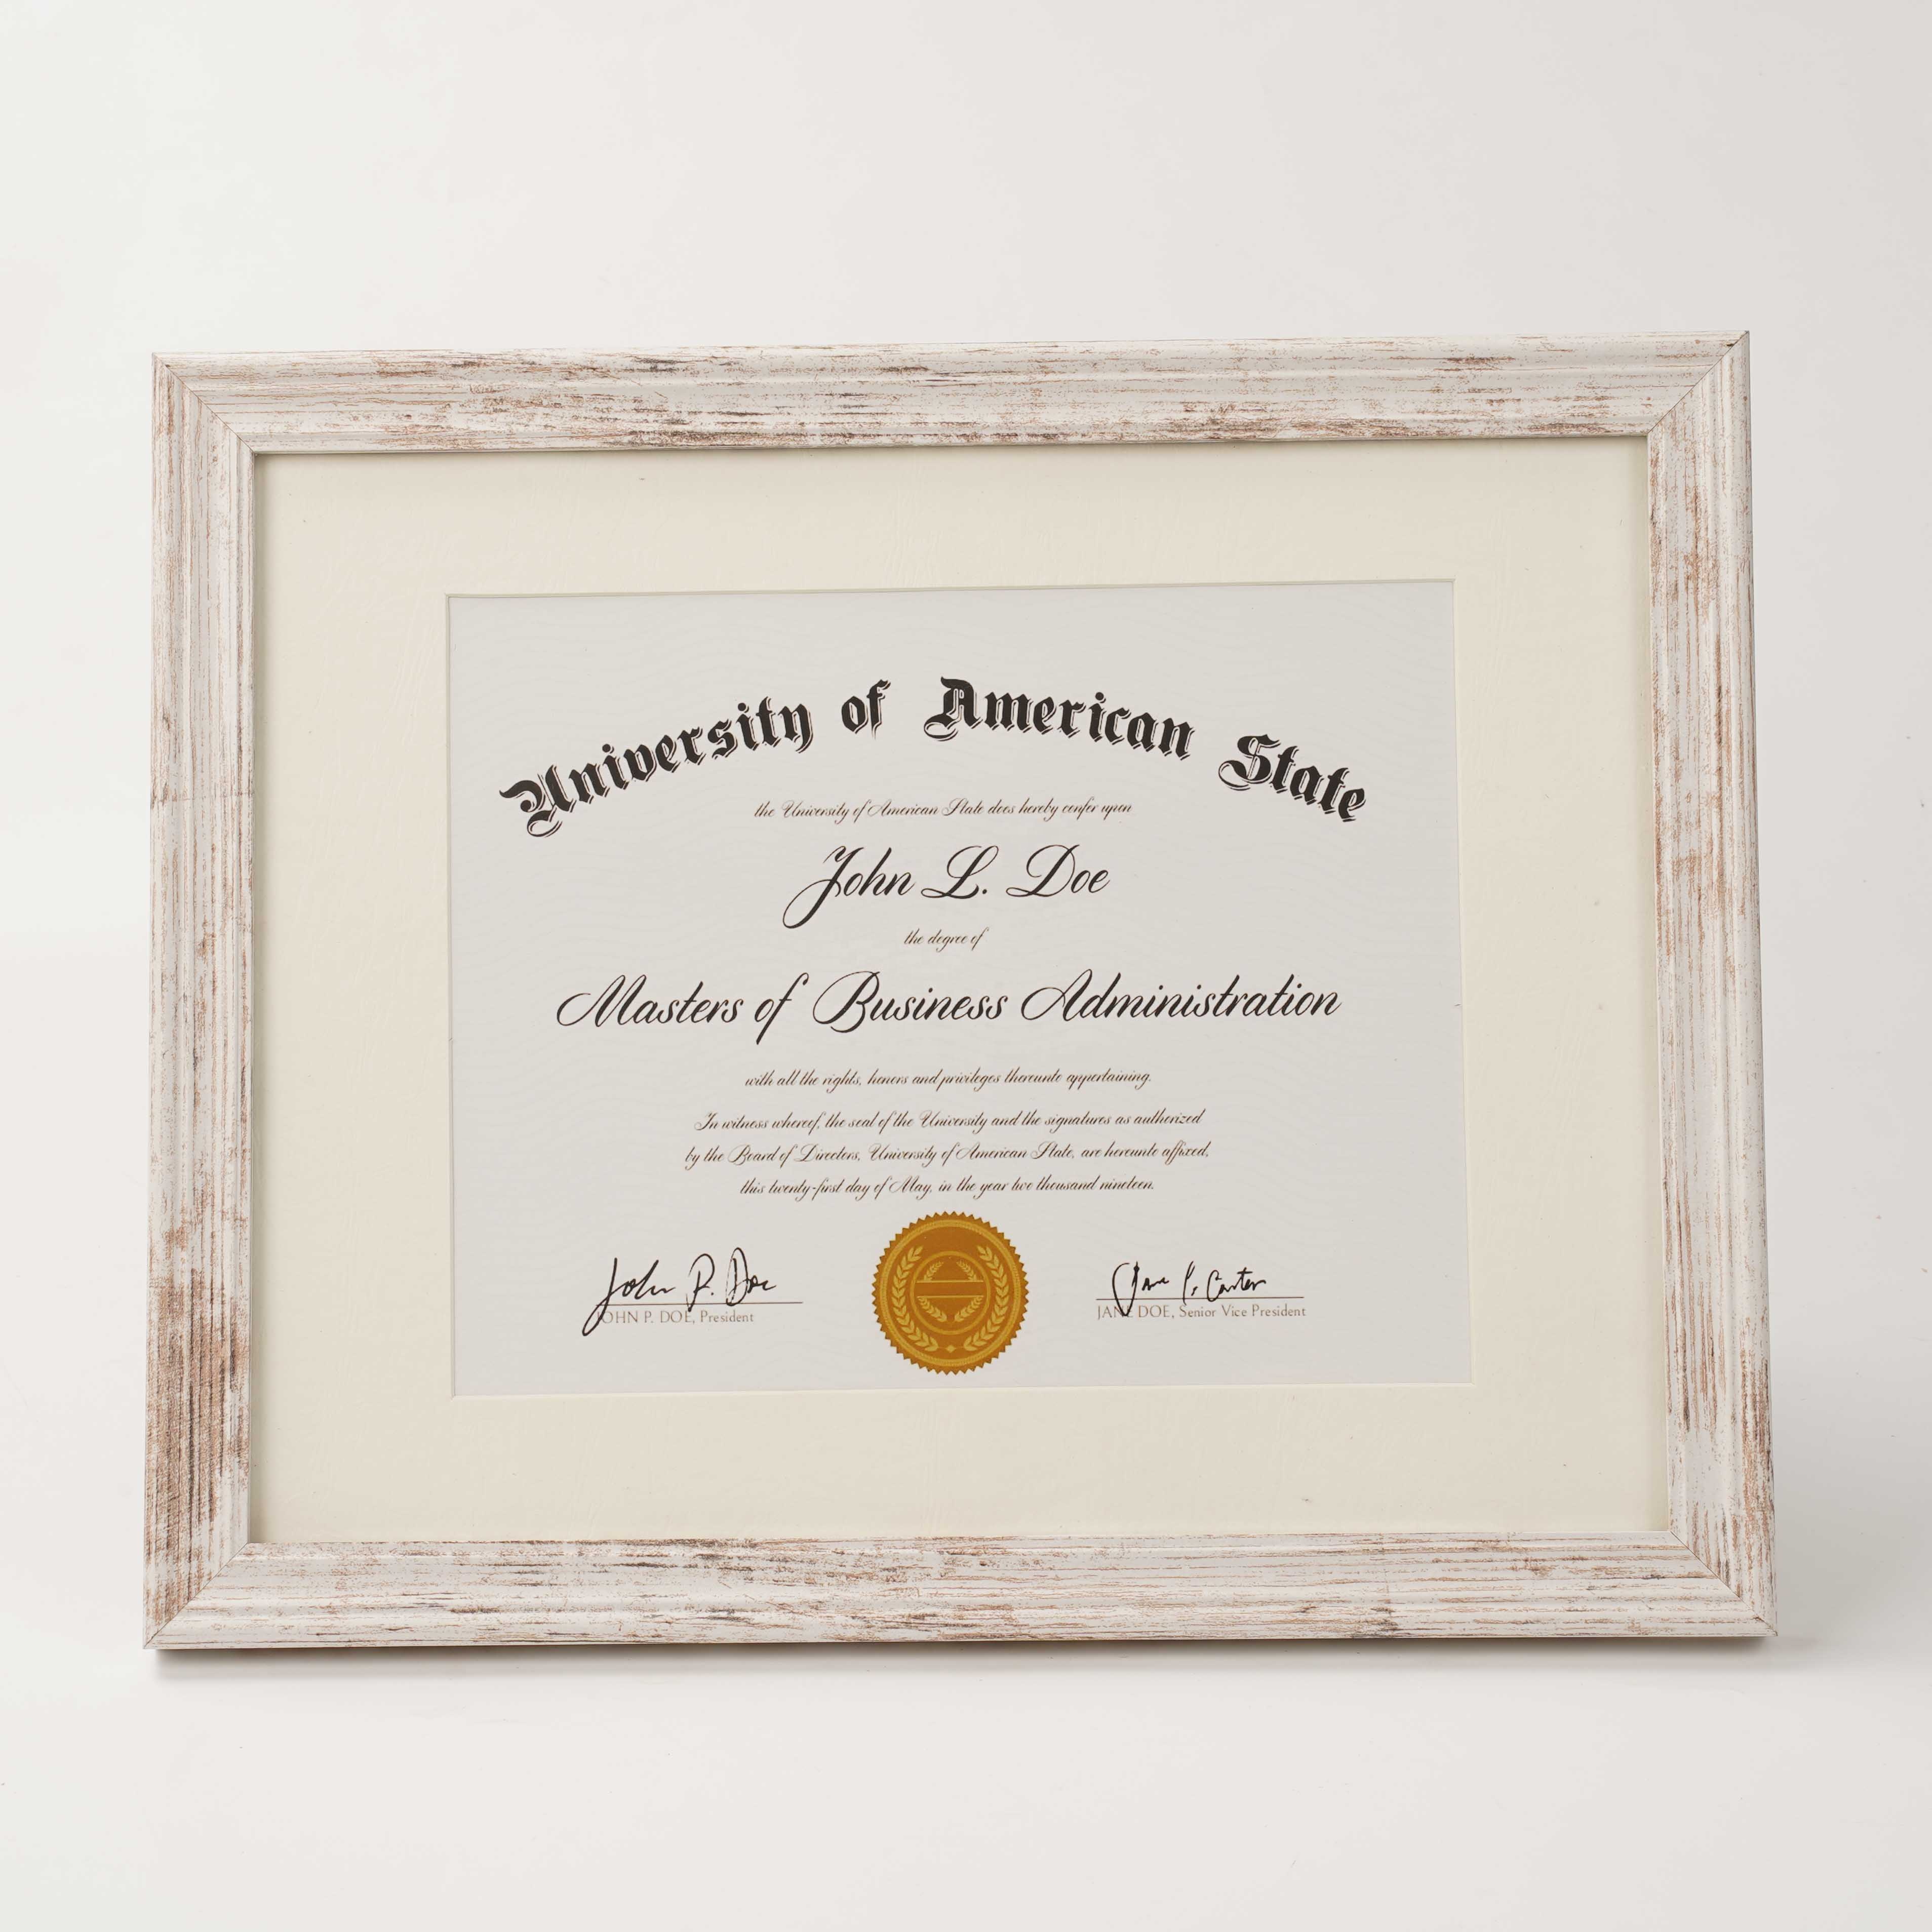 University of American State
the University of American State does hereby confer upon
John L. Doe
the degree of
Masters of Business Administration
with all the rights, honors and privileges thereunto appertaining.
In witness whereof, the seal of the University and the signatures as authorized
by the Board of Directors, University of American State, are hereunto affixed,
this twenty-first day of May, in the year two thousand nineteen.
John P. Doe
JOHN P. DOE, President
Jane Y. Carter
JANE DOE, Senior Vice President